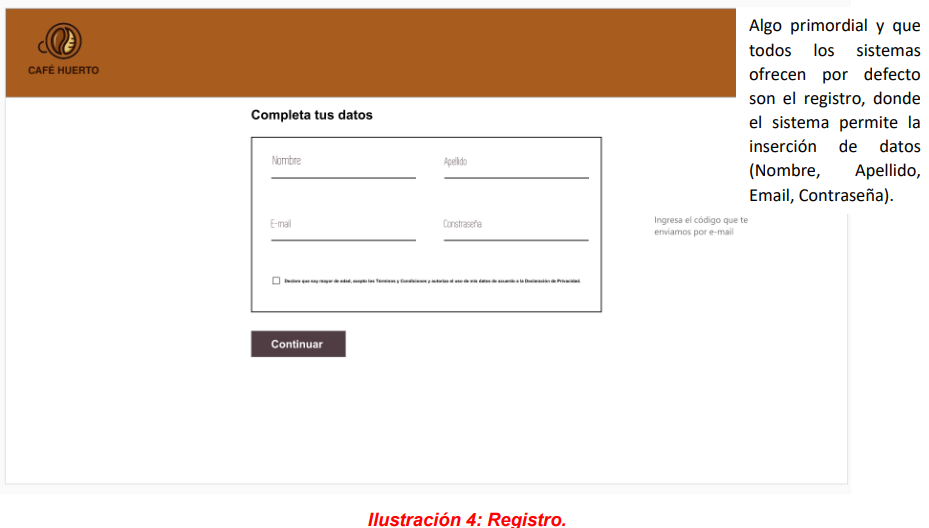 CAFÉ HUERTO
Algo primordial y que
todos los sistemas
ofrecen por defecto
son el registro, donde
el sistema permite la
inserción de datos
(Nombre, Apellido,
Email, Contraseña).
Completa tus datos
Nombre
Apellido
E-mail
Constraseña
Ingresa el código que te
enviamos por e-mail
Declaro que soy mayor de edad, acepto los Términos y Condiciones y autorizo el uso de mis datos de acuerdo a la Declaración de Privacidad.
Continuar
Ilustración 4: Registro.